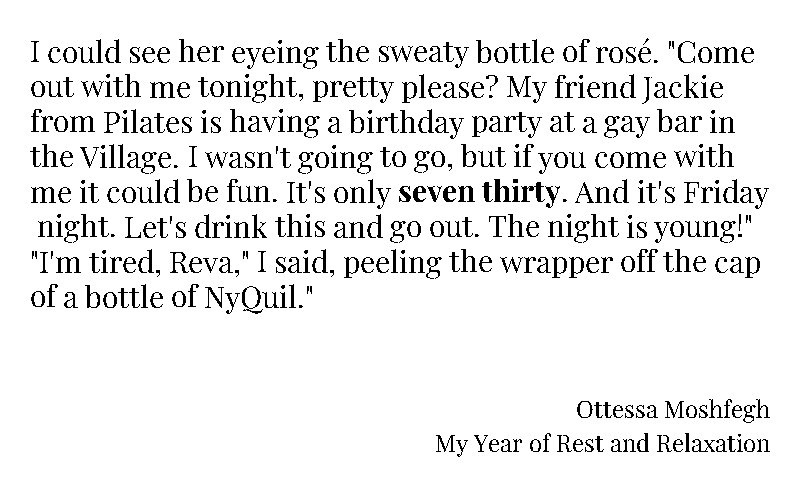 I could see her eyeing the sweaty bottle of rosé. "Come
out with me tonight, pretty please? My friend Jackie
from Pilates is having a birthday party at a gay bar in
the Village. I wasn't going to go, but if you come with
me it could be fun. It's only seven thirty. And it's Friday
night. Let's drink this and go out. The night is young!"
"I'm tired, Reva," I said, peeling the wrapper off the cap
of a bottle of NyQuil."
Ottessa Moshfegh
My Year of Rest and Relaxation